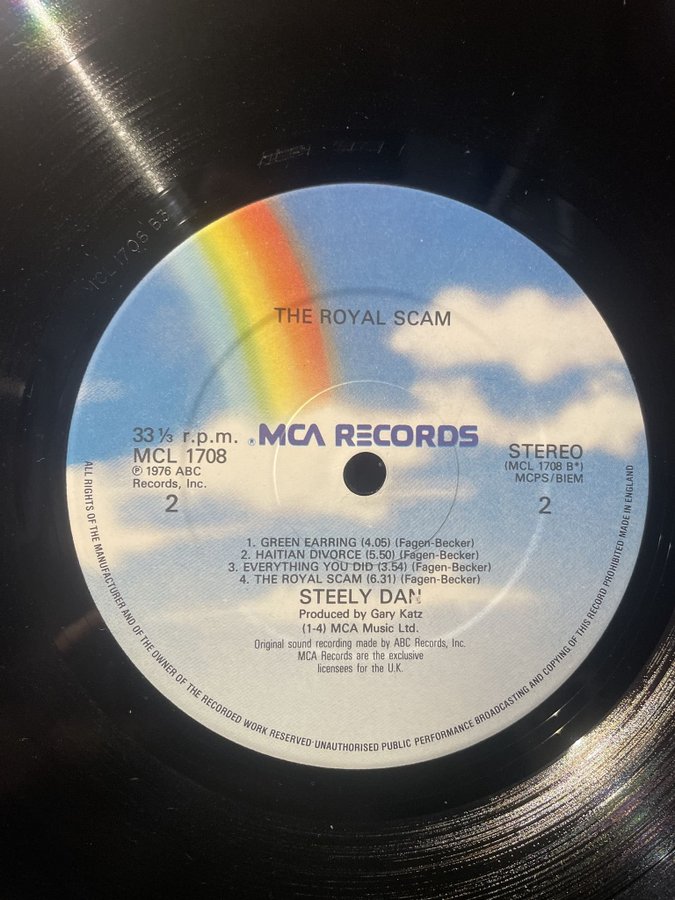 MCL 1708 B3
THE ROYAL SCAM
33⅓ r.p.m.
MCL 1708
℗ 1976 ABC
Records, Inc.
2
® MCA RECORDS
STEREO
(MCL 1708 B*)
MCPS/BIEM
2
1. GREEN EARRING (4.05) (Fagen-Becker)
2. HAITIAN DIVORCE (5.50) (Fagen-Becker)
3. EVERYTHING YOU DID (3.54) (Fagen-Becker)
4. THE ROYAL SCAM (6.31) (Fagen-Becker)
STEELY DAN
Produced by Gary Katz
(1-4) MCA Music Ltd.
Original sound recording made by ABC Records, Inc.
MCA Records are the exclusive
licensees for the U.K.
ALL RIGHTS OF THE MANUFACTURER AND OF THE OWNER OF THE RECORDED WORK RESERVED·UNAUTHORISED PUBLIC PERFORMANCE BROADCASTING AND COPYING OF THIS RECORD PROHIBITED MADE IN ENGLAND